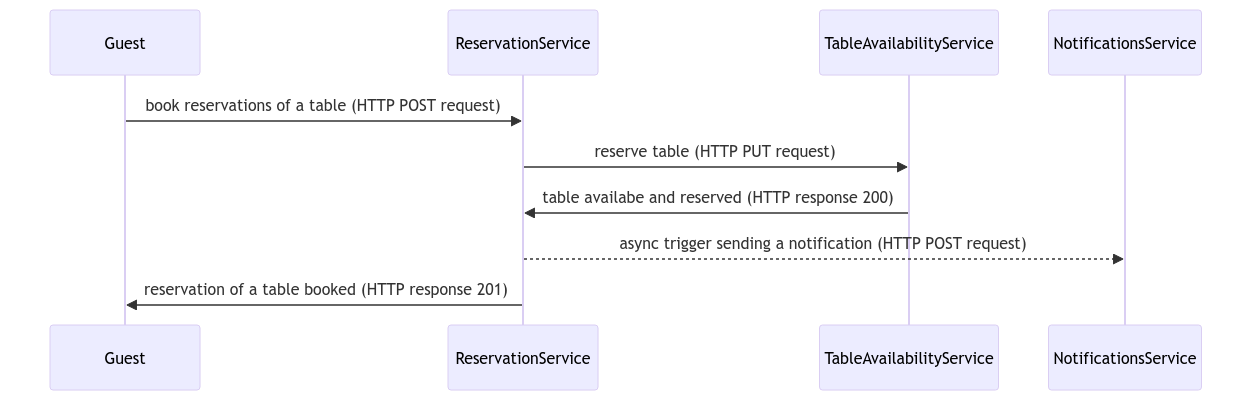 Guest
ReservationService
TableAvailabilityService
NotificationsService
book reservations of a table (HTTP POST request)
reserve table (HTTP PUT request)
table availabe and reserved (HTTP response 200)
async trigger sending a notification (HTTP POST request)
reservation of a table booked (HTTP response 201)
Guest
ReservationService
TableAvailabilityService
NotificationsService